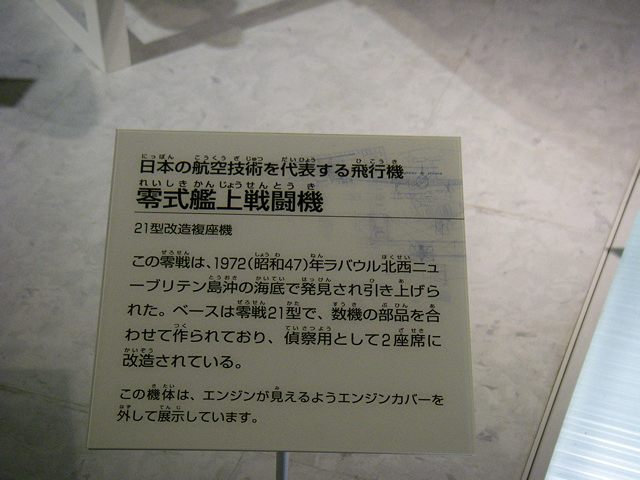 日本の航空技術を代表する飛行機
零式艦上戦闘機
21型改造複座機
この零戦は、1972(昭和47)年ラバウル北西ニュ
ーブリテン島沖の海底で発見され引き上げら
れた。ベースは零戦21型で、数機の部品を合
わせて作られており、偵察用として2座席に
改造されている。
この機体は、エンジンが見えるようエンジンカバーを
外して展示しています。